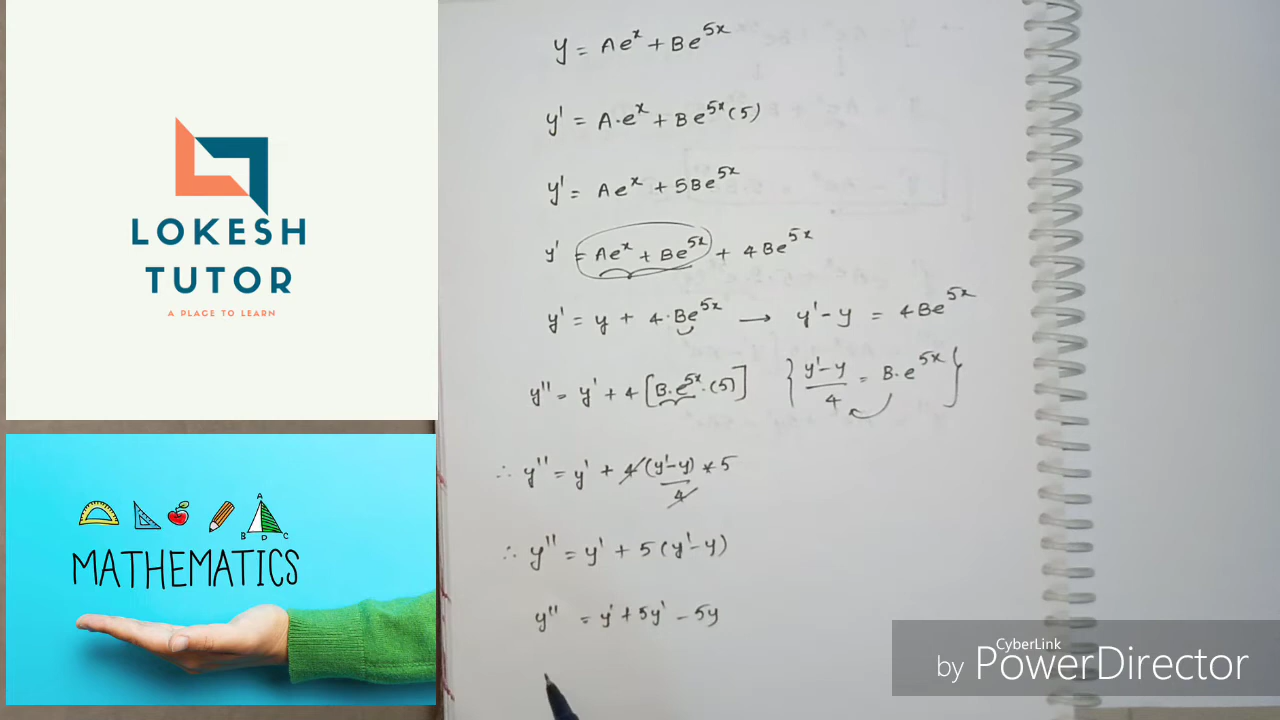 LOKESH
TUTOR
A PLACE TO LEARN
A
B D C
MATHEMATICS
y = Ae^x + Be^5x
y' = A·e^x + Be^5x (5)
y' = Ae^x + 5Be^5x
y' = Ae^x + Be^5x + 4Be^5x
y' = y + 4·Be^5x → y' - y = 4Be^5x
y'' = y' + 4 [B·e^5x·(5)] { (y' - y)/4 = B·e^5x }
∴ y'' = y' + 4 (y' - y)/4 * 5
∴ y'' = y' + 5 (y' - y)
y'' = y' + 5y' - 5y
CyberLink
by PowerDirector